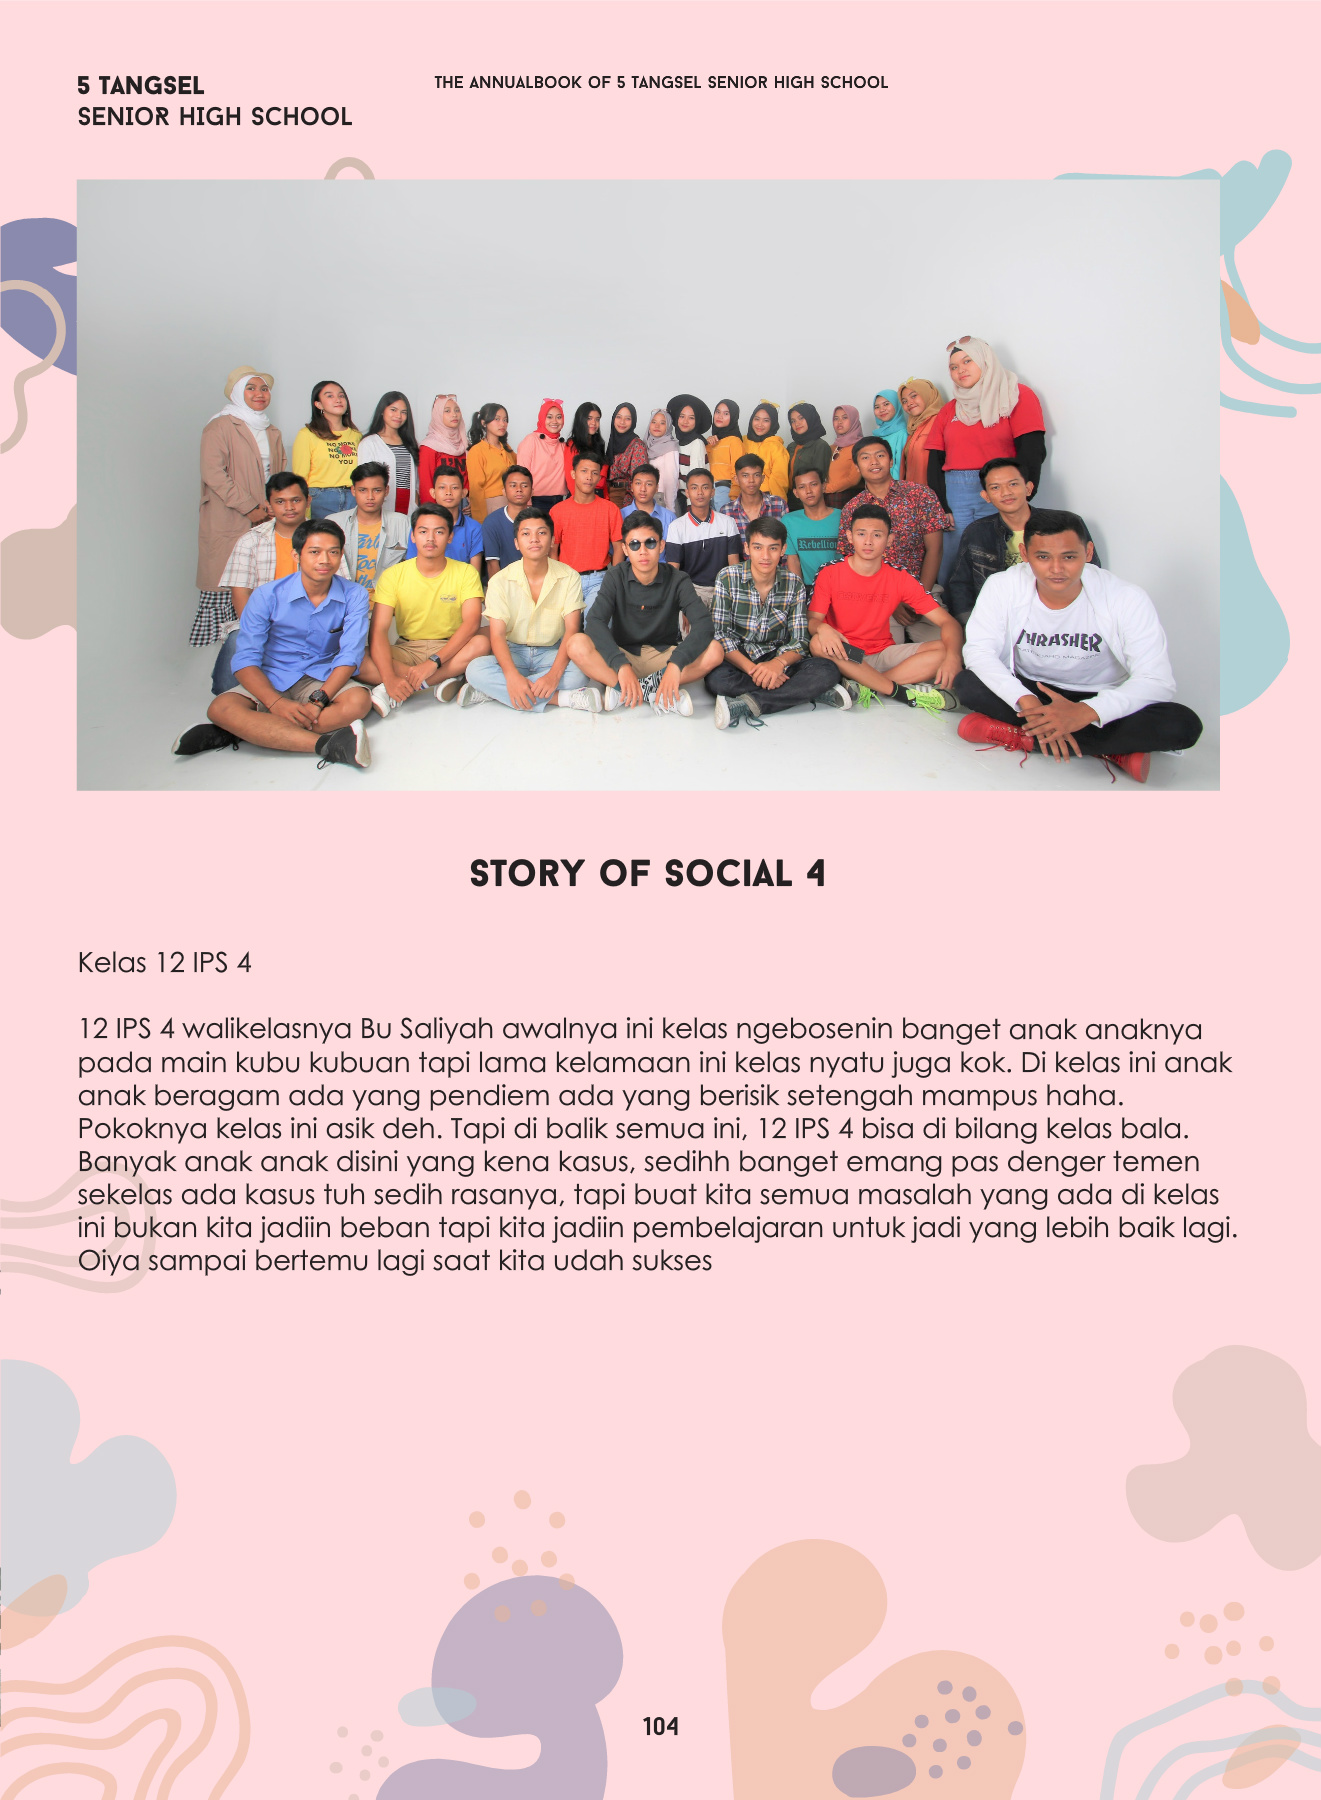 5 TANGSEL
SENIOR HIGH SCHOOL
THE ANNUALBOOK OF 5 TANGSEL SENIOR HIGH SCHOOL
NO MORE
NO MORE
YOU
Rebellion
THRASHER
STORY OF SOCIAL 4
Kelas 12 IPS 4
12 IPS 4 walikelasnya Bu Saliyah awalnya ini kelas ngebosenin banget anak anaknya
pada main kubu kubuan tapi lama kelamaan ini kelas nyatu juga kok. Di kelas ini anak
anak beragam ada yang pendiem ada yang berisik setengah mampus haha.
Pokoknya kelas ini asik deh. Tapi di balik semua ini, 12 IPS 4 bisa di bilang kelas bala.
Banyak anak anak disini yang kena kasus, sedihh banget emang pas denger temen
sekelas ada kasus tuh sedih rasanya, tapi buat kita semua masalah yang ada di kelas
ini bukan kita jadiin beban tapi kita jadiin pembelajaran untuk jadi yang lebih baik lagi.
Oiya sampai bertemu lagi saat kita udah sukses
104